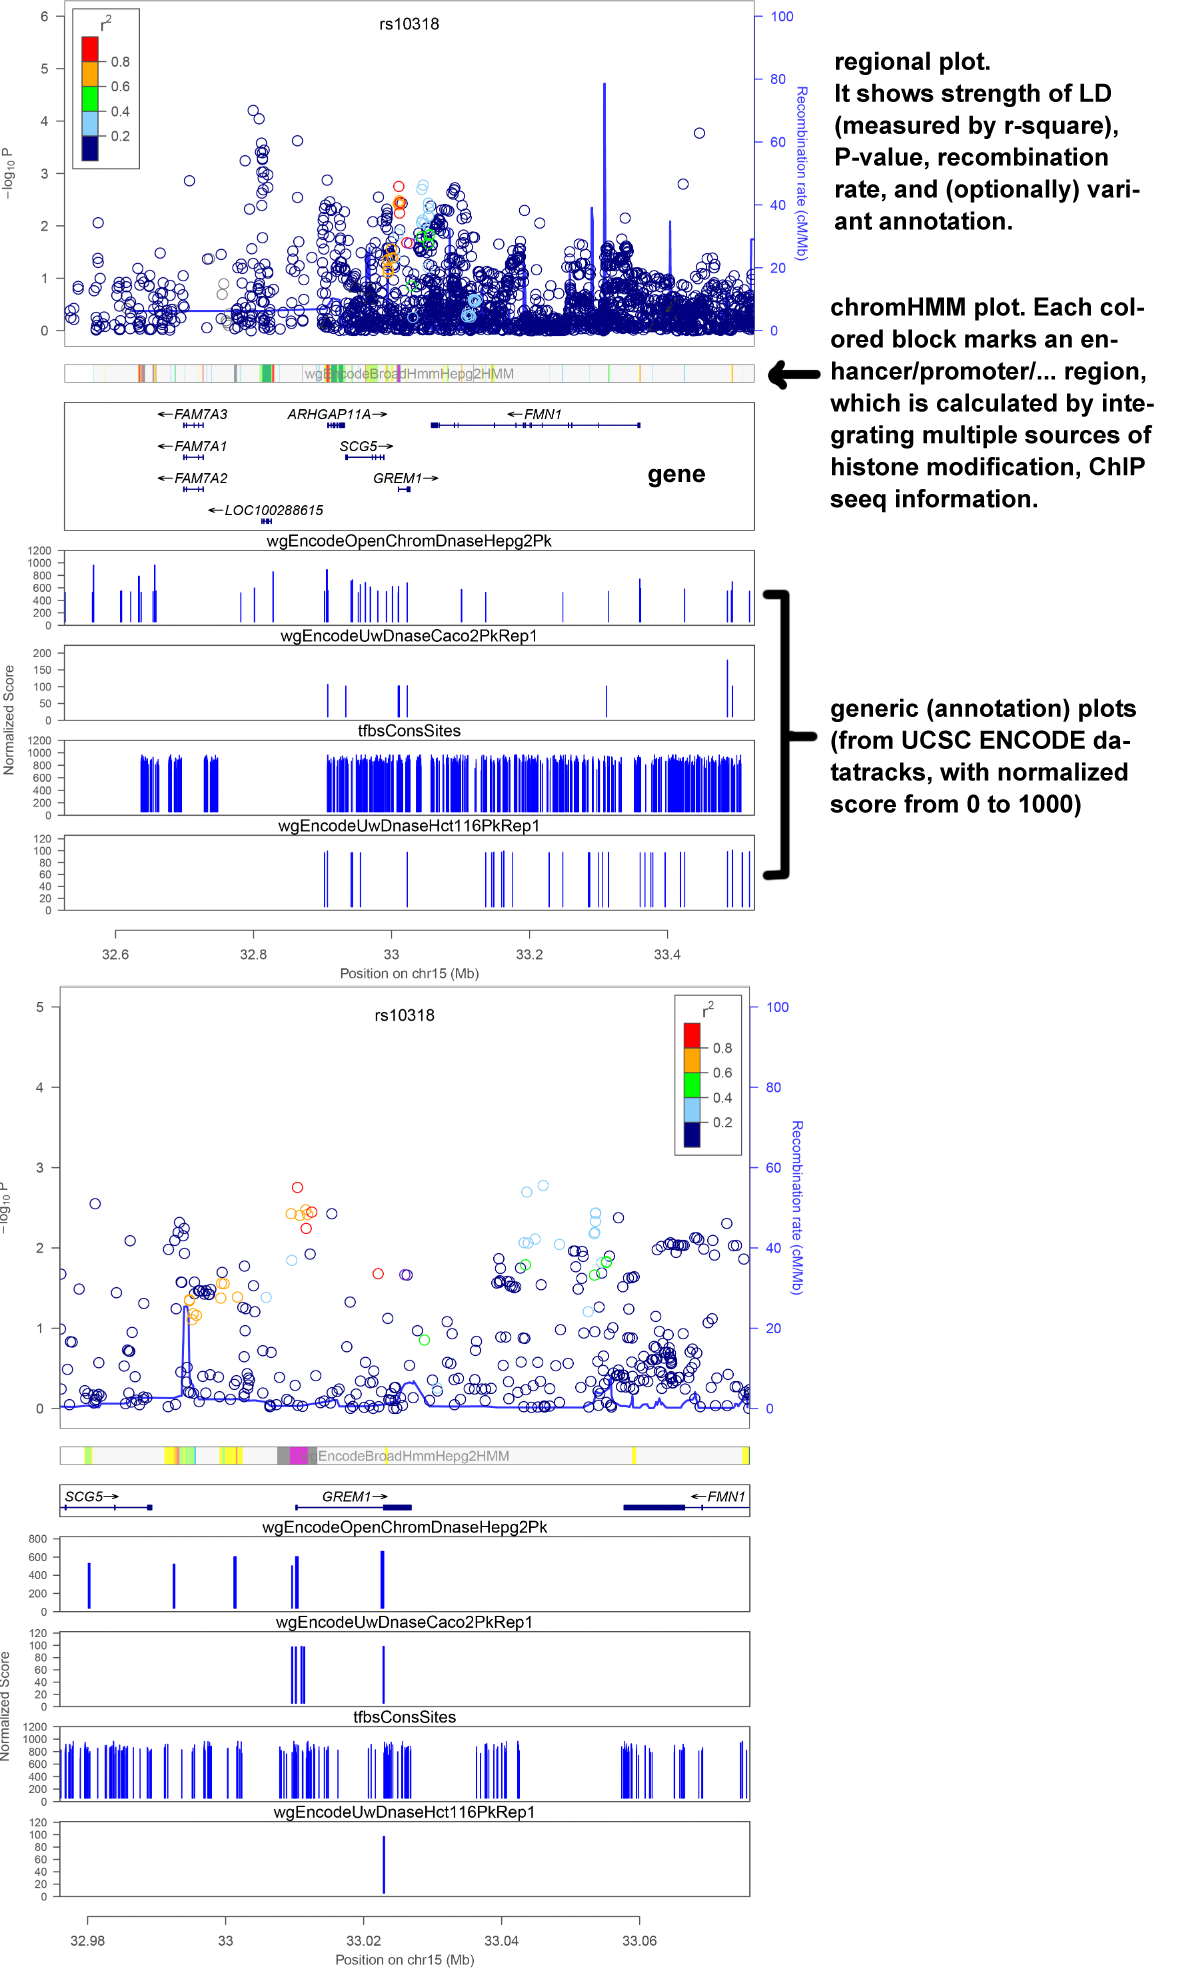 rs10318
r2
0.8
0.6
0.4
0.2
6
5
4
3
2
1
0
−log10 P
100
80
60
40
20
0
Recombination rate (cM/Mb)
regional plot.
It shows strength of LD
(measured by r-square),
P-value, recombination
rate, and (optionally) vari-
ant annotation.
wgEncodeBroadHmmHepg2HMM
chromHMM plot. Each col-
ored block marks an en-
hancer/promoter/... region,
which is calculated by inte-
grating multiple sources of
histone modification, ChIP
seeq information.
←FAM7A3
ARHGAP11A→
←FMN1
←FAM7A1
SCG5→
←FAM7A2
GREM1→
gene
←LOC100288615
wgEncodeOpenChromDnaseHepg2Pk
1200
1000
800
600
400
200
0
wgEncodeUwDnaseCaco2PkRep1
200
150
100
50
0
Normalized Score
tfbsConsSites
1200
1000
800
600
400
200
0
wgEncodeUwDnaseHct116PkRep1
120
100
80
60
40
20
0
generic (annotation) plots
(from UCSC ENCODE da-
tatracks, with normalized
score from 0 to 1000)
32.6 32.8 33 33.2 33.4
Position on chr15 (Mb)
rs10318
r2
0.8
0.6
0.4
0.2
5
4
3
2
1
0
−log10 P
100
80
60
40
20
0
Recombination rate (cM/Mb)
wgEncodeBroadHmmHepg2HMM
SCG5→ GREM1→ ←FMN1
wgEncodeOpenChromDnaseHepg2Pk
800
600
400
200
0
wgEncodeUwDnaseCaco2PkRep1
120
100
80
60
40
20
0
Normalized Score
tfbsConsSites
1200
1000
800
600
400
200
0
wgEncodeUwDnaseHct116PkRep1
120
100
80
60
40
20
0
32.98 33 33.02 33.04 33.06
Position on chr15 (Mb)